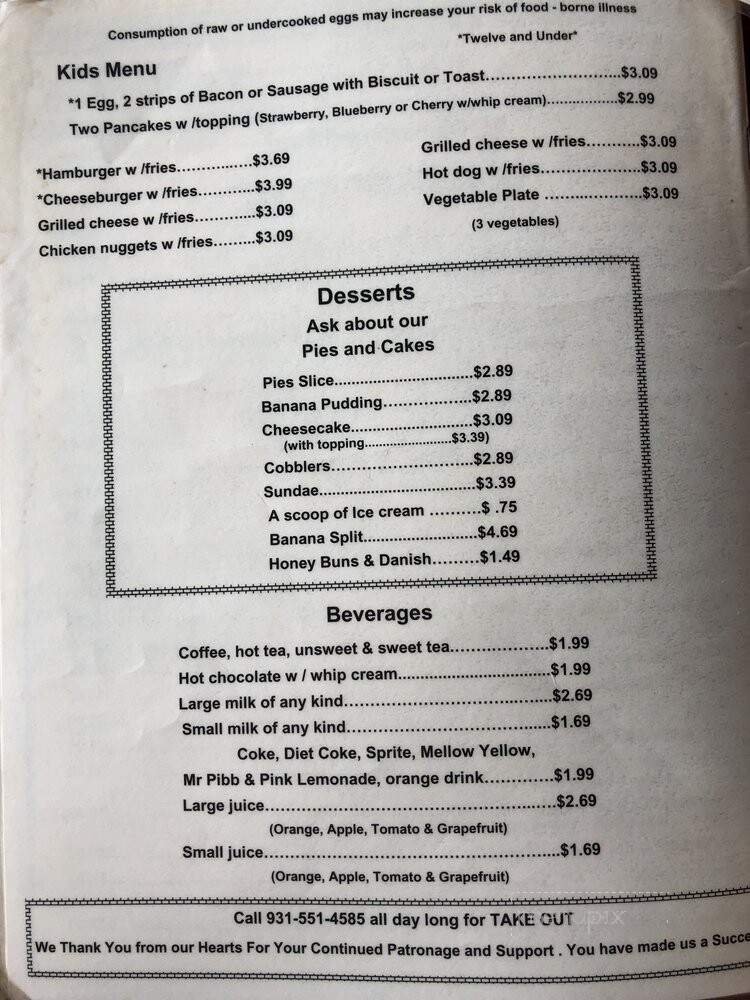 Consumption of raw or undercooked eggs may increase your risk of food - borne illness
*Twelve and Under*
Kids Menu
*1 Egg, 2 strips of Bacon or Sausage with Biscuit or Toast.............................$3.09
Two Pancakes w /topping (Strawberry, Blueberry or Cherry w/whip cream)..................$2.99
*Hamburger w /fries................$3.69
*Cheeseburger w /fries............$3.99
Grilled cheese w /fries.............$3.09
Chicken nuggets w /fries.........$3.09
Grilled cheese w /fries...........$3.09
Hot dog w /fries.....................$3.09
Vegetable Plate .....................$3.09
(3 vegetables)
Desserts
Ask about our
Pies and Cakes
Pies Slice................................$2.89
Banana Pudding...................$2.89
Cheesecake............................$3.09
(with topping........................$3.39)
Cobblers..............................$2.89
Sundae....................................$3.39
A scoop of Ice cream ..........$ .75
Banana Split..........................$4.69
Honey Buns & Danish.........$1.49
Beverages
Coffee, hot tea, unsweet & sweet tea...................$1.99
Hot chocolate w / whip cream.................................$1.99
Large milk of any kind.........................................$2.69
Small milk of any kind.........................................$1.69
Coke, Diet Coke, Sprite, Mellow Yellow,
Mr Pibb & Pink Lemonade, orange drink.............$1.99
Large juice..........................................................$2.69
(Orange, Apple, Tomato & Grapefruit)
Small juice...........................................................$1.69
(Orange, Apple, Tomato & Grapefruit)
Call 931-551-4585 all day long for TAKE OUT
We Thank You from our Hearts For Your Continued Patronage and Support . You have made us a Succe